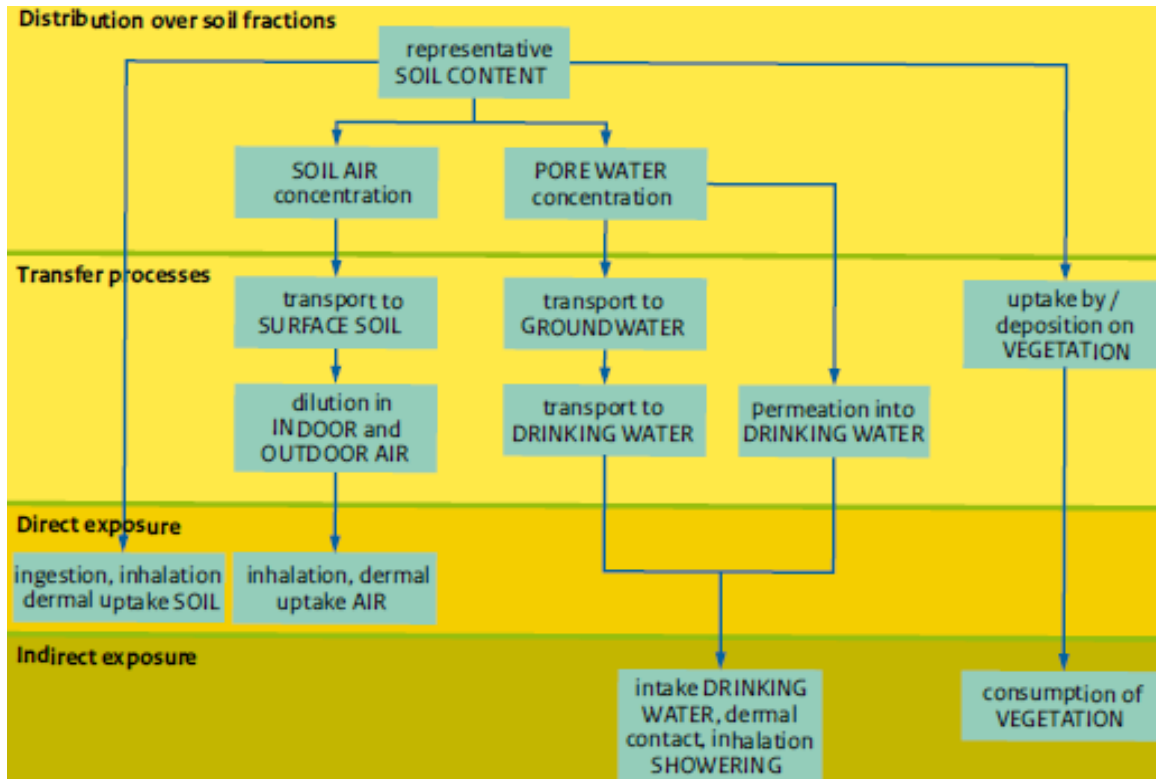 Distribution over soil fractions
representative
SOIL CONTENT
SOIL AIR
concentration
PORE WATER
concentration
Transfer processes
transport to
SURFACE SOIL
transport to
GROUNDWATER
uptake by /
deposition on
VEGETATION
dilution in
INDOOR and
OUTDOOR AIR
transport to
DRINKING WATER
permeation into
DRINKING WATER
Direct exposure
ingestion, inhalation
dermal uptake SOIL
inhalation, dermal
uptake AIR
Indirect exposure
intake DRINKING
WATER, dermal
contact, inhalation
SHOWERING
consumption of
VEGETATION